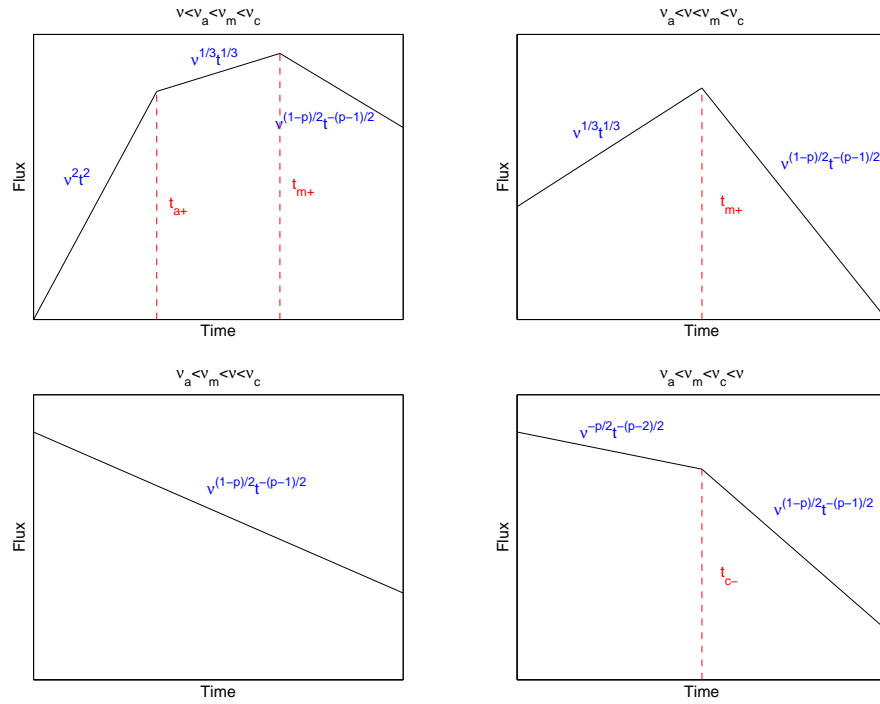 ν<ν_a<ν_m<ν_c
ν^{1/3}t^{1/3}
ν^{(1−p)/2}t^{−(p−1)/2}
ν^2t^2
t_{a+}
t_{m+}
Flux
Time
ν_a<ν<ν_m<ν_c
ν^{1/3}t^{1/3}
ν^{(1−p)/2}t^{−(p−1)/2}
t_{m+}
Flux
Time
ν_a<ν_m<ν<ν_c
ν^{(1−p)/2}t^{−(p−1)/2}
Flux
Time
ν_a<ν_m<ν_c<ν
ν^{−p/2}t^{−(p−2)/2}
ν^{(1−p)/2}t^{−(p−1)/2}
t_{c−}
Flux
Time